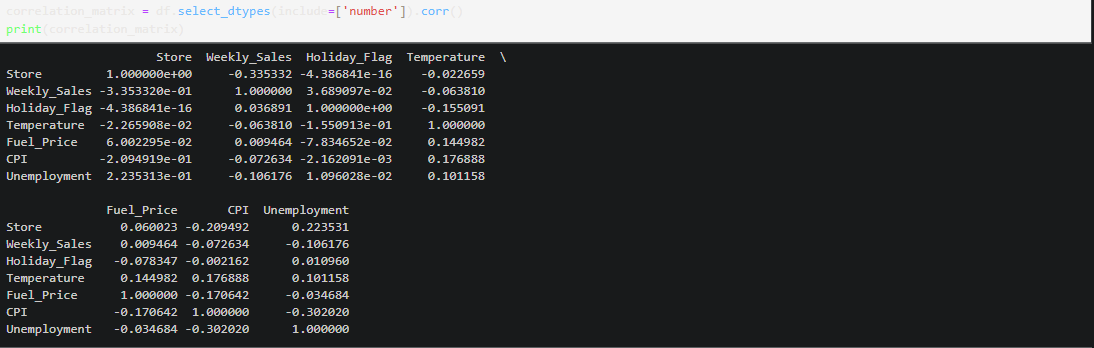 correlation_matrix = df.select_dtypes(include=['number']).corr()
print(correlation_matrix)
                     Store  Weekly_Sales  Holiday_Flag  Temperature  \
Store         1.000000e+00     -0.335332 -4.386841e-16    -0.022659
Weekly_Sales -3.353320e-01      1.000000  3.689097e-02    -0.063810
Holiday_Flag -4.386841e-16      0.036891  1.000000e+00    -0.155091
Temperature  -2.265908e-02     -0.063810 -1.550913e-01     1.000000
Fuel_Price    6.002295e-02      0.009464 -7.834652e-02     0.144982
CPI          -2.094919e-01     -0.072634 -2.162091e-03     0.176888
Unemployment  2.235313e-01     -0.106176  1.096028e-02     0.101158
              Fuel_Price       CPI  Unemployment
Store           0.060023 -0.209492      0.223531
Weekly_Sales    0.009464 -0.072634     -0.106176
Holiday_Flag   -0.078347 -0.002162      0.010960
Temperature     0.144982  0.176888      0.101158
Fuel_Price      1.000000 -0.170642     -0.034684
CPI            -0.170642  1.000000     -0.302020
Unemployment   -0.034684 -0.302020      1.000000